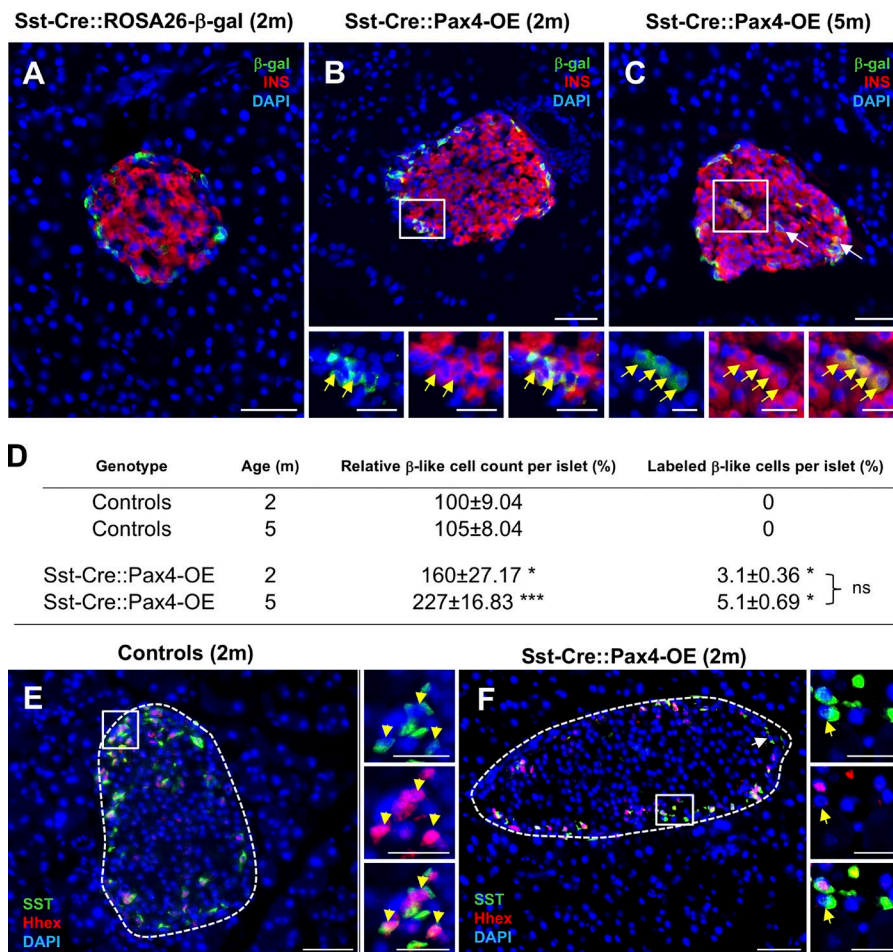 Sst-Cre::ROSA26-β-gal (2m)
Sst-Cre::Pax4-OE (2m)
Sst-Cre::Pax4-OE (5m)
A
β-gal
INS
DAPI
B
β-gal
INS
DAPI
C
β-gal
INS
DAPI
D
Genotype Age (m) Relative β-like cell count per islet (%) Labeled β-like cells per islet (%)
Controls 2 100±9.04 0
Controls 5 105±8.04 0
Sst-Cre::Pax4-OE 2 160±27.17 * 3.1±0.36 *
Sst-Cre::Pax4-OE 5 227±16.83 *** 5.1±0.69 *
ns
Controls (2m)
Sst-Cre::Pax4-OE (2m)
E
SST
Hhex
DAPI
F
SST
Hhex
DAPI